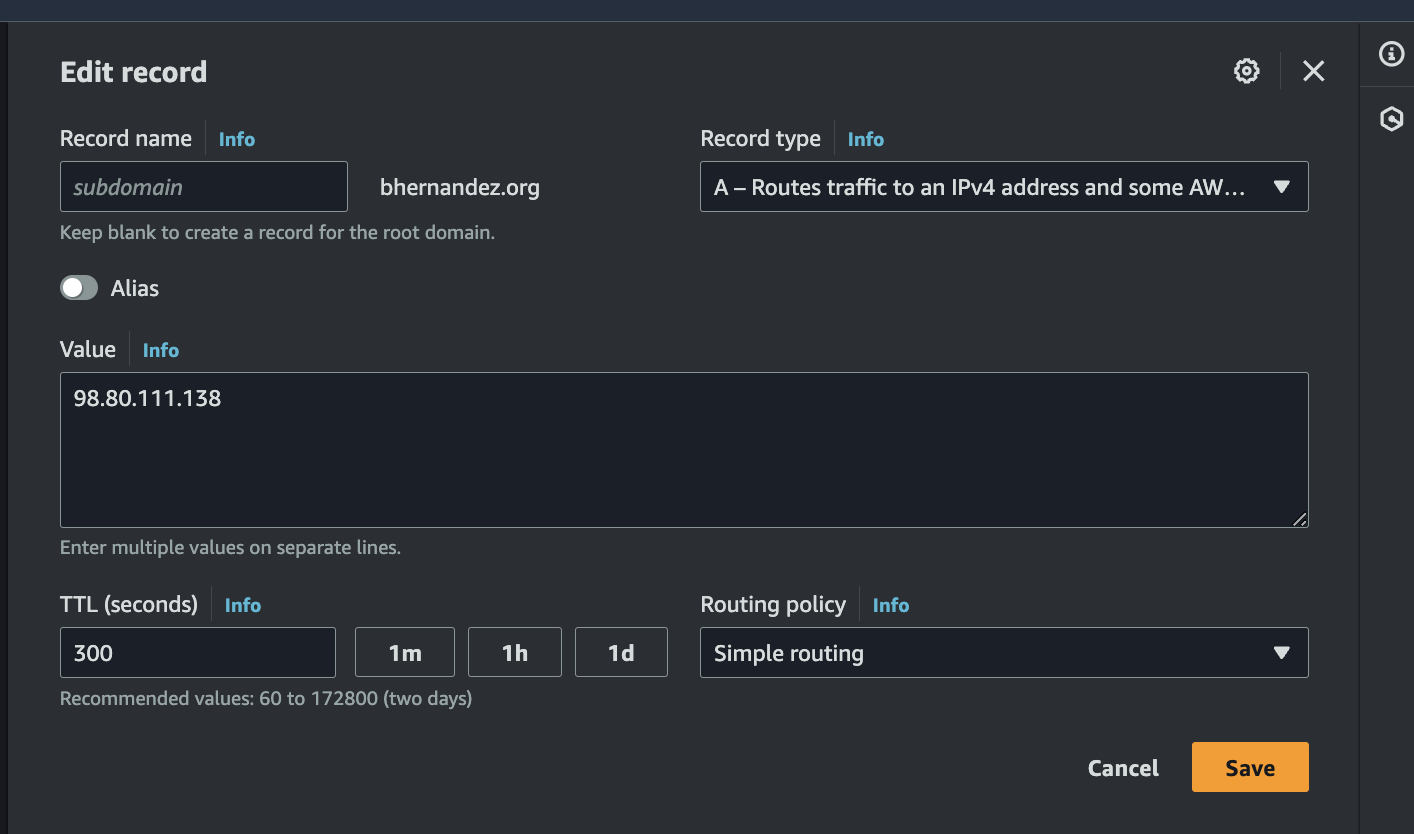 Edit record
Record name Info
subdomain bhernandez.org
Keep blank to create a record for the root domain.
Record type Info
A – Routes traffic to an IPv4 address and some AW...
Alias
Value Info
98.80.111.138
Enter multiple values on separate lines.
TTL (seconds) Info
300 1m 1h 1d
Recommended values: 60 to 172800 (two days)
Routing policy Info
Simple routing
Cancel Save